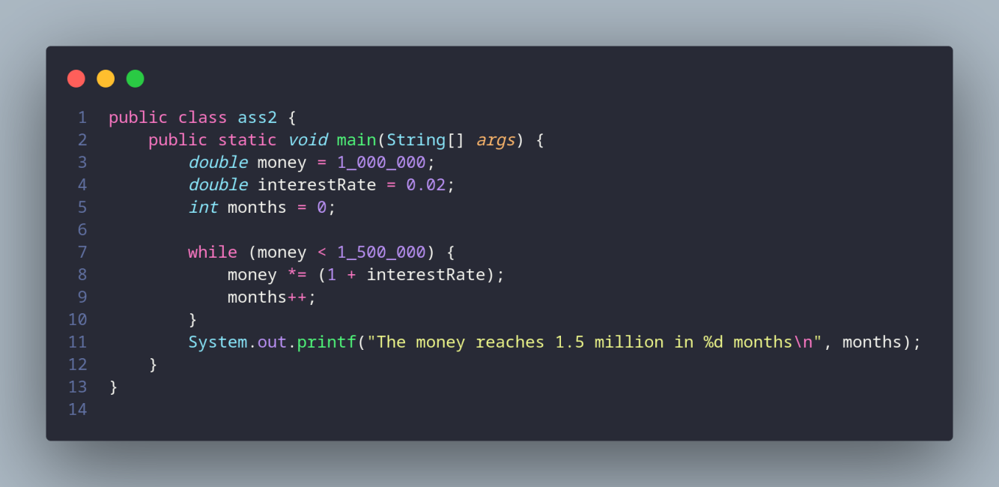 1 public class ass2 {
2     public static void main(String[] args) {
3         double money = 1_000_000;
4         double interestRate = 0.02;
5         int months = 0;
6
7         while (money < 1_500_000) {
8             money *= (1 + interestRate);
9             months++;
10         }
11         System.out.printf("The money reaches 1.5 million in %d months\n", months);
12     }
13 }
14